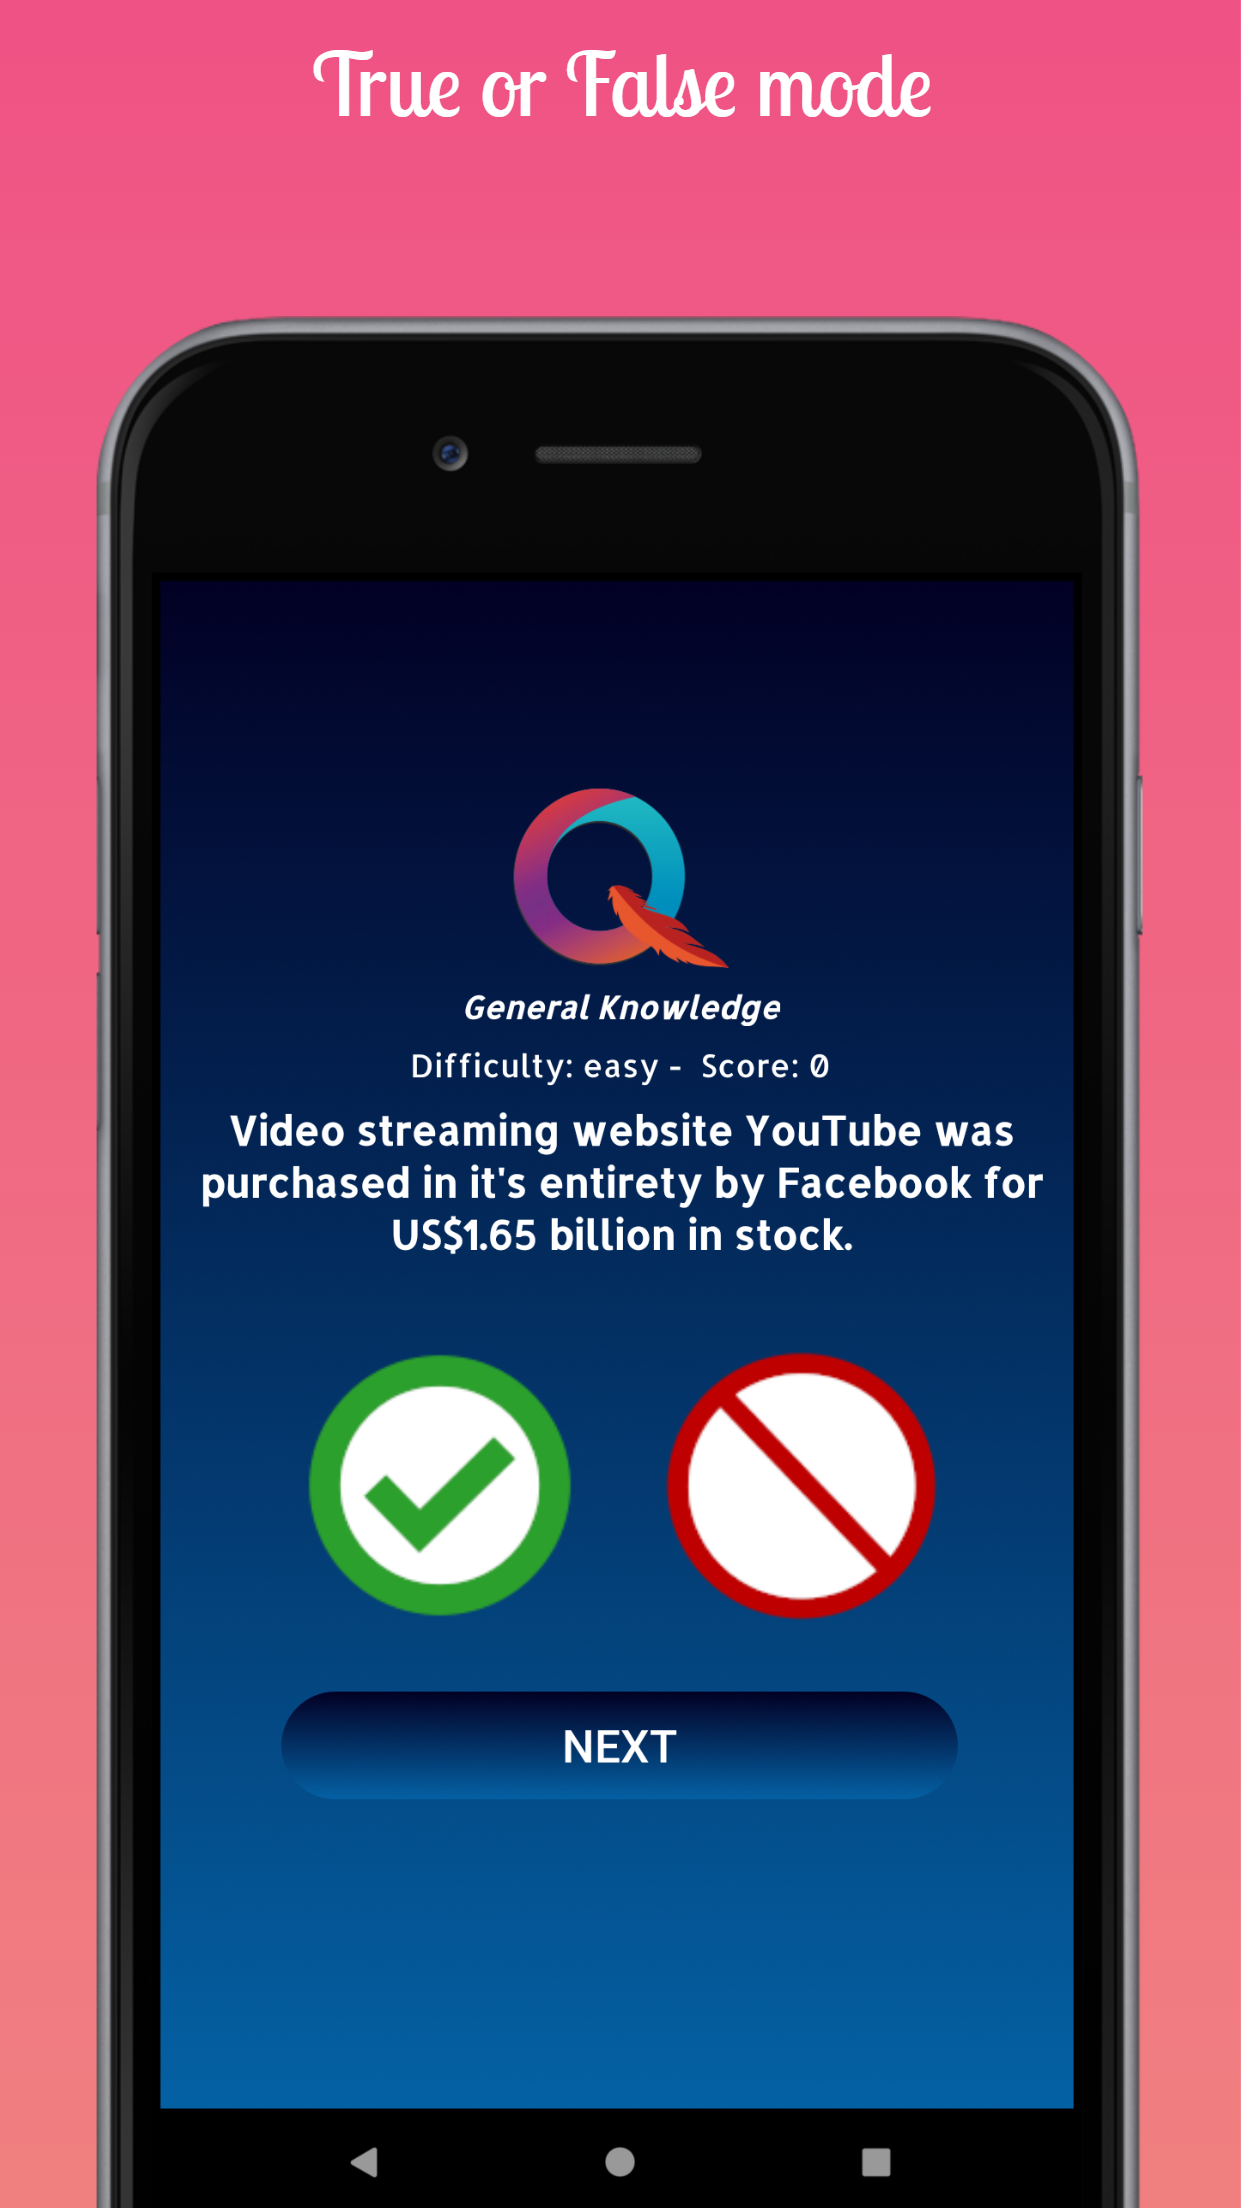 True or False mode
General Knowledge
Difficulty: easy - Score: 0
Video streaming website YouTube was
purchased in it's entirety by Facebook for
US$1.65 billion in stock.
NEXT